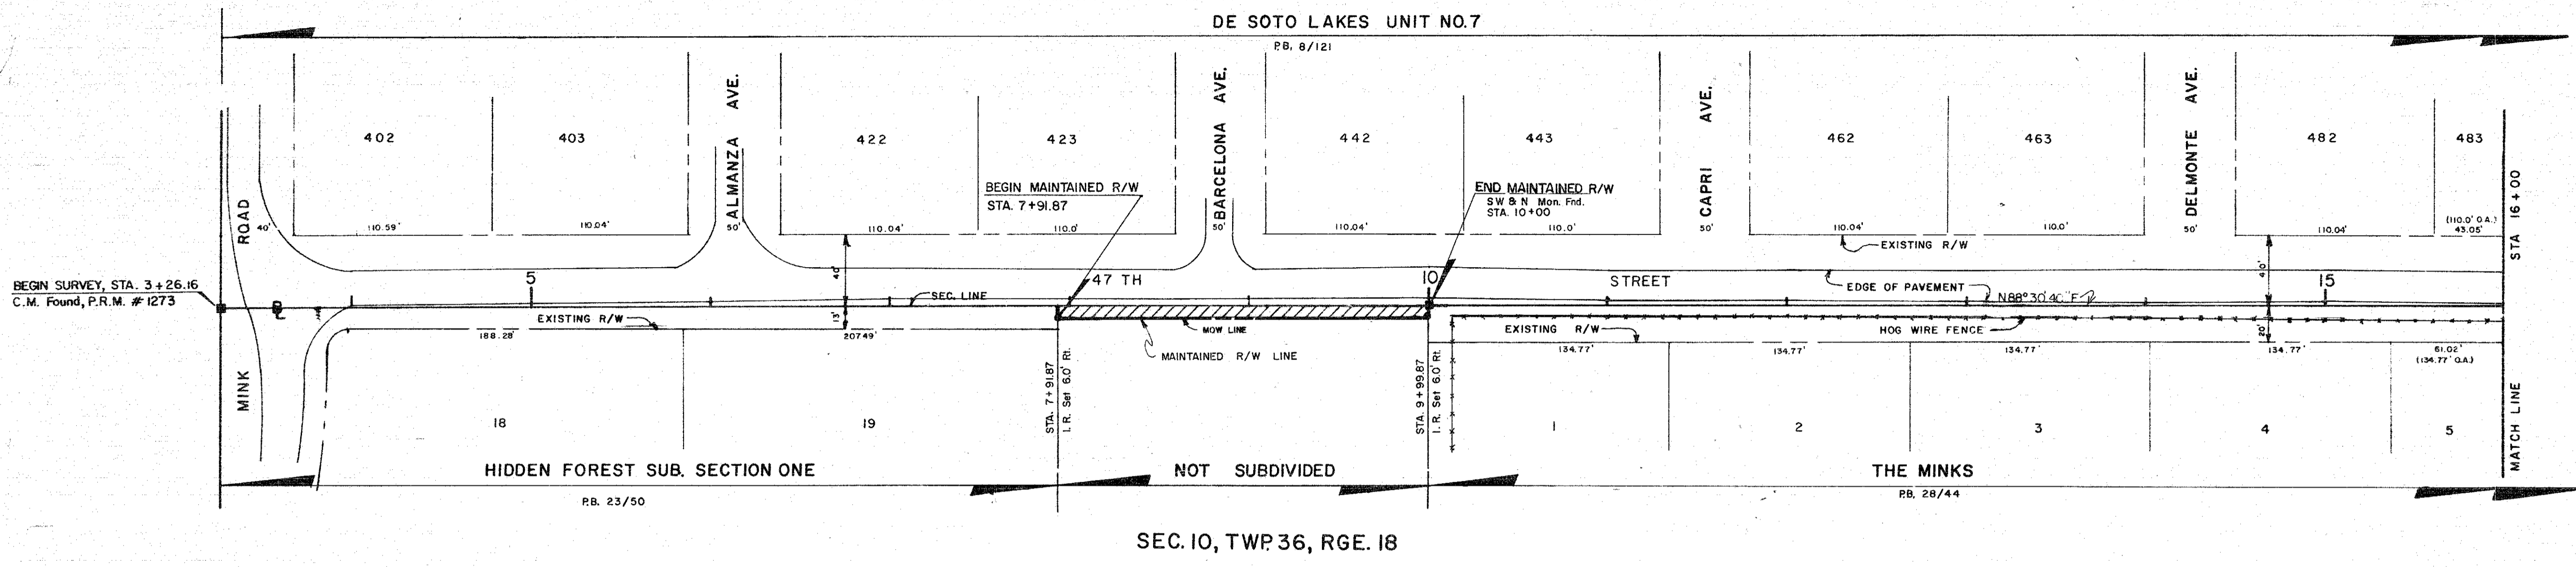 DE SOTO LAKES UNIT NO. 7
P.B. 8/121
402
403
422
423
442
443
462
463
482
483
ALMANZA AVE.
BARCELONA AVE.
CAPRI AVE.
DELMONTE AVE.
STA 16+00
BEGIN MAINTAINED R/W
STA. 7+91.87
END MAINTAINED R/W
SW & N Mon. Fnd.
STA. 10+00
ROAD
40'
110.59'
110.04'
50'
110.04'
110.0'
50'
110.04'
110.0'
50'
110.04'
110.0'
50'
110.04'
(110.0' O.A.)
43.05'
EXISTING R/W
40'
40'
5
47 TH
10
STREET
15
BEGIN SURVEY, STA. 3+26.16
C.M. Found, P.R.M. # 1273
SEC. LINE
EDGE OF PAVEMENT
N88°30'40"E
EXISTING R/W
13'
MOW LINE
MAINTAINED R/W LINE
EXISTING R/W
HOG WIRE FENCE
20'
188.28'
207.49'
134.77'
134.77'
134.77'
134.77'
61.02'
(134.77' O.A.)
MINK
STA. 7+91.87
I. R. Set 6.0' Rt.
STA. 9+99.87
I. R. Set 6.0' Rt.
MATCH LINE
18
19
1
2
3
4
5
HIDDEN FOREST SUB. SECTION ONE
NOT SUBDIVIDED
THE MINKS
P.B. 23/50
P.B. 28/44
SEC. 10, TWP. 36, RGE. 18